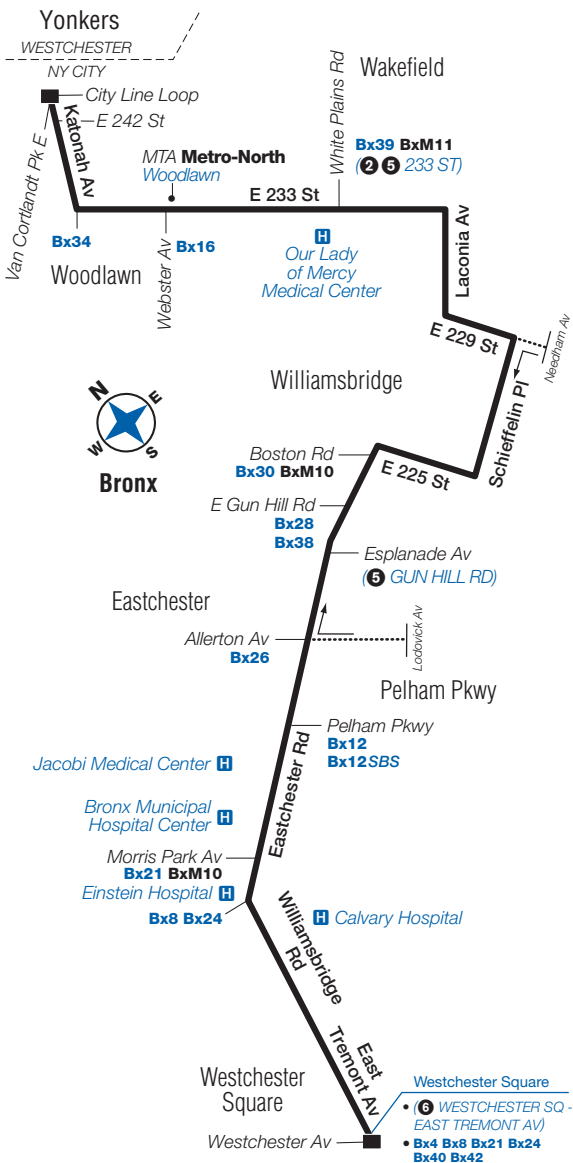 Yonkers
WESTCHESTER
NY CITY
City Line Loop
E 242 St
Katonah Av
Van Cortlandt Pk E
Wakefield
White Plains Rd
Bx39 BxM11
(2 5 233 ST)
MTA Metro-North
Woodlawn
E 233 St
Bx34
Woodlawn
Webster Av
Bx16
H
Our Lady
of Mercy
Medical Center
Laconia Av
E 229 St
Needham Av
Schieffelin Pl
Williamsbridge
N
E
W
S
Bronx
Boston Rd
Bx30 BxM10
E 225 St
E Gun Hill Rd
Bx28
Bx38
Esplanade Av
(5 GUN HILL RD)
Eastchester
Allerton Av
Bx26
Lodovick Av
Pelham Pkwy
Pelham Pkwy
Bx12
Bx12SBS
Eastchester Rd
Jacobi Medical Center H
Bronx Municipal
Hospital Center H
Morris Park Av
Bx21 BxM10
Einstein Hospital H
Bx8 Bx24
H Calvary Hospital
Williamsbridge
Rd
East
Tremont Av
Westchester
Square
Westchester Av
Westchester Square
• (6 WESTCHESTER SQ -
EAST TREMONT AV)
• Bx4 Bx8 Bx21 Bx24
Bx40 Bx42